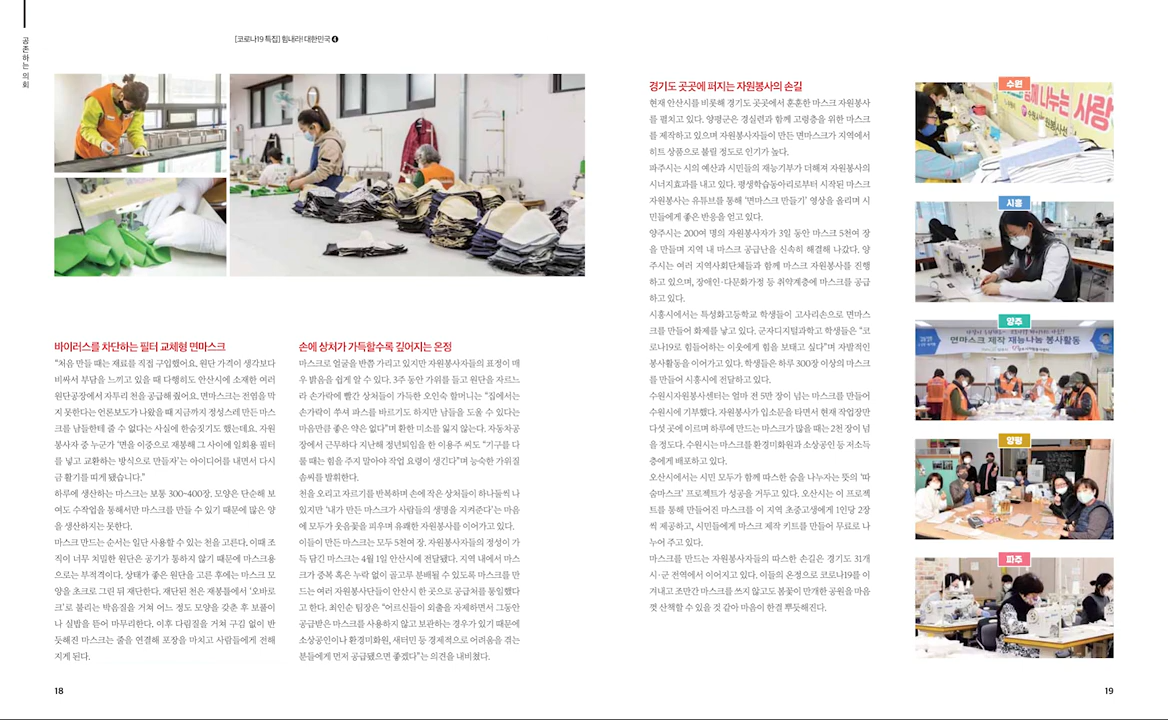 공존하는 의회
[코로나19 특집] 힘내라! 대한민국 ❹
바이러스를 차단하는 필터 교체형 면마스크
“처음 만들 때는 재료를 직접 구입했어요. 원단 가격이 생각보다
비싸서 부담을 느끼고 있을 때 다행히도 안산시에 소재한 여러
원단공장에서 자투리 천을 공급해 줬어요. 면마스크는 전염을 막
지 못한다는 언론보도가 나왔을 때 지금까지 정성스레 만든 마스
크를 남들한테 줄 수 없다는 사실에 한숨짓기도 했는데요. 자원
봉사자 중 누군가 ‘면을 이중으로 재봉해 그 사이에 일회용 필터
를 넣고 교환하는 방식으로 만들자’는 아이디어를 내면서 다시
금 활기를 띠게 됐습니다.”
하루에 생산하는 마스크는 보통 300~400장. 모양은 단순해 보
여도 수작업을 통해서만 마스크를 만들 수 있기 때문에 많은 양
을 생산하지는 못한다.
마스크 만드는 순서는 일단 사용할 수 있는 천을 고른다. 이때 조
직이 너무 치밀한 원단은 공기가 통하지 않기 때문에 마스크용
으로는 부적격이다. 상태가 좋은 원단을 고른 후에는 마스크 모
양을 초크로 그린 뒤 재단한다. 재단된 천은 재봉틀에서 ‘오바로
크’로 불리는 박음질을 거쳐 어느 정도 모양을 갖춘 후 보풀이
나 실밥을 뜯어 마무리한다. 이후 다림질을 거쳐 구김 없이 반
듯해진 마스크는 줄을 연결해 포장을 마치고 사람들에게 전해
지게 된다.
손에 상처가 가득할수록 깊어지는 온정
마스크로 얼굴을 반쯤 가리고 있지만 자원봉사자들의 표정이 매
우 밝음을 쉽게 알 수 있다. 3주 동안 가위를 들고 원단을 자르느
라 손가락에 빨간 상처들이 가득한 오인숙 할머니는 “집에서는
손가락이 쑤셔 파스를 바르기도 하지만 남들을 도울 수 있다는
마음만큼 좋은 약은 없다”며 환한 미소를 잃지 않는다. 자동차공
장에서 근무하다 지난해 정년퇴임을 한 이용주 씨도 “기구를 다
룰 때는 힘을 주지 말아야 작업 요령이 생긴다”며 능숙한 가위질
솜씨를 발휘한다.
천을 오리고 자르기를 반복하며 손에 작은 상처들이 하나둘씩 나
있지만 ‘내가 만든 마스크가 사람들의 생명을 지켜준다’는 마음
에 모두가 웃음꽃을 피우며 유쾌한 자원봉사를 이어가고 있다.
이들이 만든 마스크는 모두 5천여 장. 자원봉사자들의 정성이 가
득 담긴 마스크는 4월 1일 안산시에 전달됐다. 지역 내에서 마스
크가 중복 혹은 누락 없이 골고루 분배될 수 있도록 마스크를 만
드는 여러 자원봉사단들이 안산시 한 곳으로 공급처를 통일했다
고 한다. 최인순 팀장은 “어르신들이 외출을 자제하면서 그동안
공급받은 마스크를 사용하지 않고 보관하는 경우가 있기 때문에
소상공인이나 환경미화원, 새터민 등 경제적으로 어려움을 겪는
분들에게 먼저 공급됐으면 좋겠다”는 의견을 내비쳤다.
18
경기도 곳곳에 퍼지는 자원봉사의 손길
현재 안산시를 비롯해 경기도 곳곳에서 훈훈한 마스크 자원봉사
를 펼치고 있다. 양평군은 경실련과 함께 고령층을 위한 마스크
를 제작하고 있으며 자원봉사자들이 만든 면마스크가 지역에서
히트 상품으로 불릴 정도로 인기가 높다.
파주시는 시의 예산과 시민들의 재능기부가 더해져 자원봉사의
시너지효과를 내고 있다. 평생학습동아리로부터 시작된 마스크
자원봉사는 유튜브를 통해 ‘면마스크 만들기’ 영상을 올리며 시
민들에게 좋은 반응을 얻고 있다.
양주시는 200여 명의 자원봉사자가 3일 동안 마스크 5천여 장
을 만들며 지역 내 마스크 공급난을 신속히 해결해 나갔다. 양
주시는 여러 지역사회단체들과 함께 마스크 자원봉사를 진행
하고 있으며, 장애인·다문화가정 등 취약계층에 마스크를 공급
하고 있다.
시흥시에서는 특성화고등학교 학생들이 고사리손으로 면마스
크를 만들어 화제를 낳고 있다. 군자디지털과학고 학생들은 “코
로나19로 힘들어하는 이웃에게 힘을 보태고 싶다”며 자발적인
봉사활동을 이어가고 있다. 학생들은 하루 300장 이상의 마스크
를 만들어 시흥시에 전달하고 있다.
수원시자원봉사센터는 얼마 전 5만 장이 넘는 마스크를 만들어
수원시에 기부했다. 자원봉사자가 입소문을 타면서 현재 작업장만
다섯 곳에 이르며 하루에 만드는 마스크가 많을 때는 2천 장이 넘
을 정도다. 수원시는 마스크를 환경미화원과 소상공인 등 저소득
층에게 배포하고 있다.
오산시에서는 시민 모두가 함께 따스한 숨을 나누자는 뜻의 ‘따
숨마스크’ 프로젝트가 성공을 거두고 있다. 오산시는 이 프로젝
트를 통해 만들어진 마스크를 이 지역 초중고생에게 1인당 2장
씩 제공하고, 시민들에게 마스크 제작 키트를 만들어 무료로 나
누어 주고 있다.
마스크를 만드는 자원봉사자들의 따스한 손길은 경기도 31개
시·군 전역에서 이어지고 있다. 이들의 온정으로 코로나19를 이
겨내고 조만간 마스크를 쓰지 않고도 봄꽃이 만개한 공원을 마음
껏 산책할 수 있을 것 같아 마음이 한결 뿌듯해진다.
수원
함께 나누는 사랑
시흥
양주
면마스크 제작 재능나눔 봉사활동
양평
파주
19